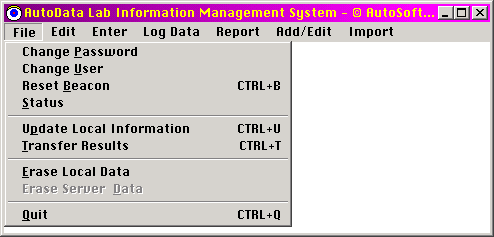 AutoData Lab Information Management System - © AutoSoft...
File Edit Enter Log Data Report Add/Edit Import
Change Password
Change User
Reset Beacon CTRL+B
Status
Update Local Information CTRL+U
Transfer Results CTRL+T
Erase Local Data
Erase Server Data
Quit CTRL+Q